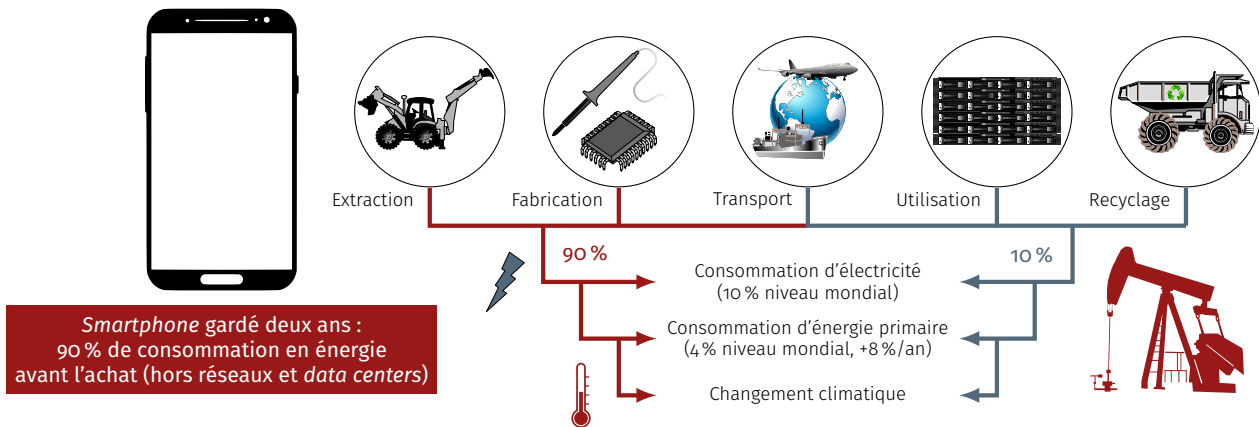 Extraction
Fabrication
Transport
Utilisation
Recyclage
90 %
10 %
Consommation d’électricité
(10 % niveau mondial)
Consommation d’énergie primaire
(4 % niveau mondial, +8 %/an)
Changement climatique
Smartphone gardé deux ans :
90 % de consommation en énergie
avant l’achat (hors réseaux et data centers)